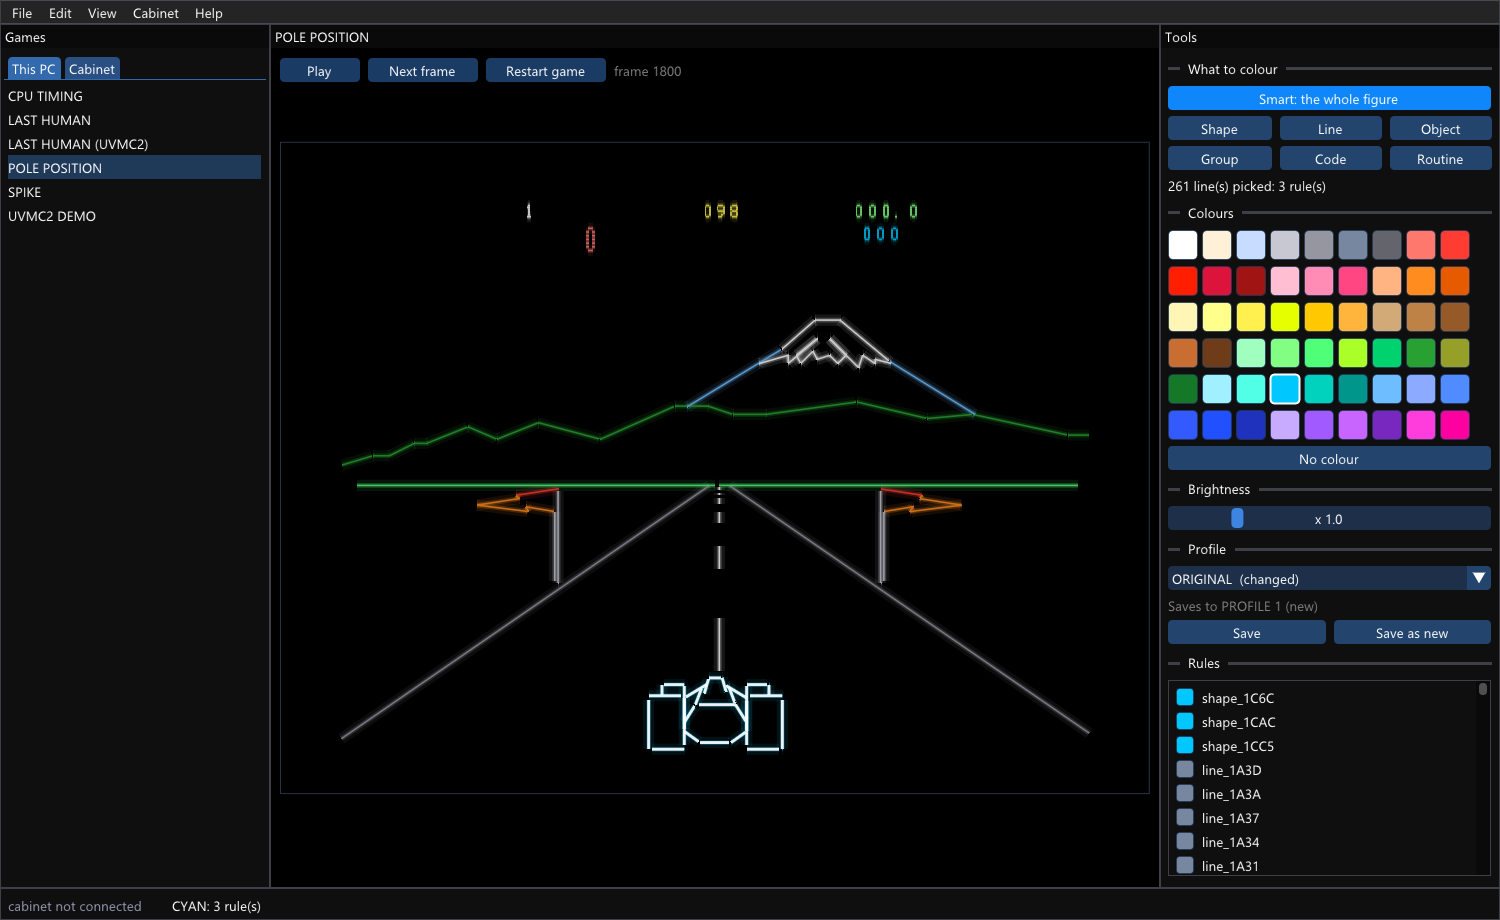 File Edit View Cabinet Help
Games
This PC Cabinet
CPU TIMING
LAST HUMAN
LAST HUMAN (UVMC2)
POLE POSITION
SPIKE
UVMC2 DEMO
POLE POSITION
Play Next frame Restart game frame 1800
1 098 000.0
0 000
Tools
What to colour
Smart: the whole figure
Shape Line Object
Group Code Routine
261 line(s) picked: 3 rule(s)
Colours
No colour
Brightness
x 1.0
Profile
ORIGINAL (changed)
Saves to PROFILE 1 (new)
Save Save as new
Rules
shape_1C6C
shape_1CAC
shape_1CC5
line_1A3D
line_1A3A
line_1A37
line_1A34
line_1A31
cabinet not connected CYAN: 3 rule(s)